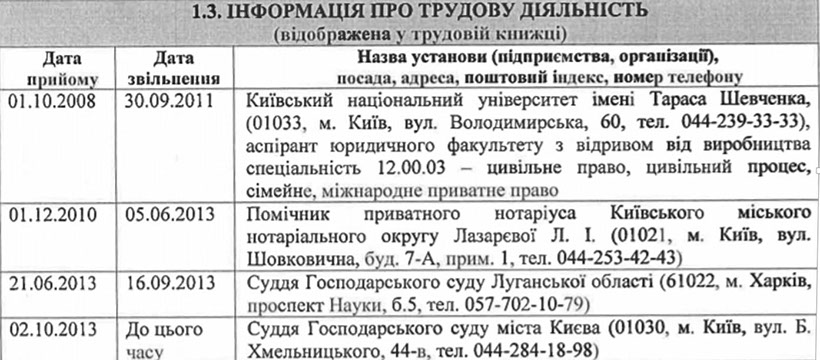 1.3. ІНФОРМАЦІЯ ПРО ТРУДОВУ ДІЯЛЬНІСТЬ
(відображена у трудовій книжці)
Дата прийому
Дата звільнення
Назва установи (підприємства, організації),
посада, адреса, поштовий індекс, номер телефону
01.10.2008
30.09.2011
Київський національний університет імені Тараса Шевченка,
(01033, м. Київ, вул. Володимирська, 60, тел. 044-239-33-33),
аспірант юридичного факультету з відривом від виробництва
спеціальність 12.00.03 – цивільне право, цивільний процес,
сімейне, міжнародне приватне право
01.12.2010
05.06.2013
Помічник приватного нотаріуса Київського міського
нотаріального округу Лазарєвої Л. І. (01021, м. Київ, вул.
Шовковична, буд. 7-А, прим. 1, тел. 044-253-42-43)
21.06.2013
16.09.2013
Суддя Господарського суду Луганської області (61022, м. Харків,
проспект Науки, б.5, тел. 057-702-10-79)
02.10.2013
До цього
часу
Суддя Господарського суду міста Києва (01030, м. Київ, вул. Б.
Хмельницького, 44-в, тел. 044-284-18-98)